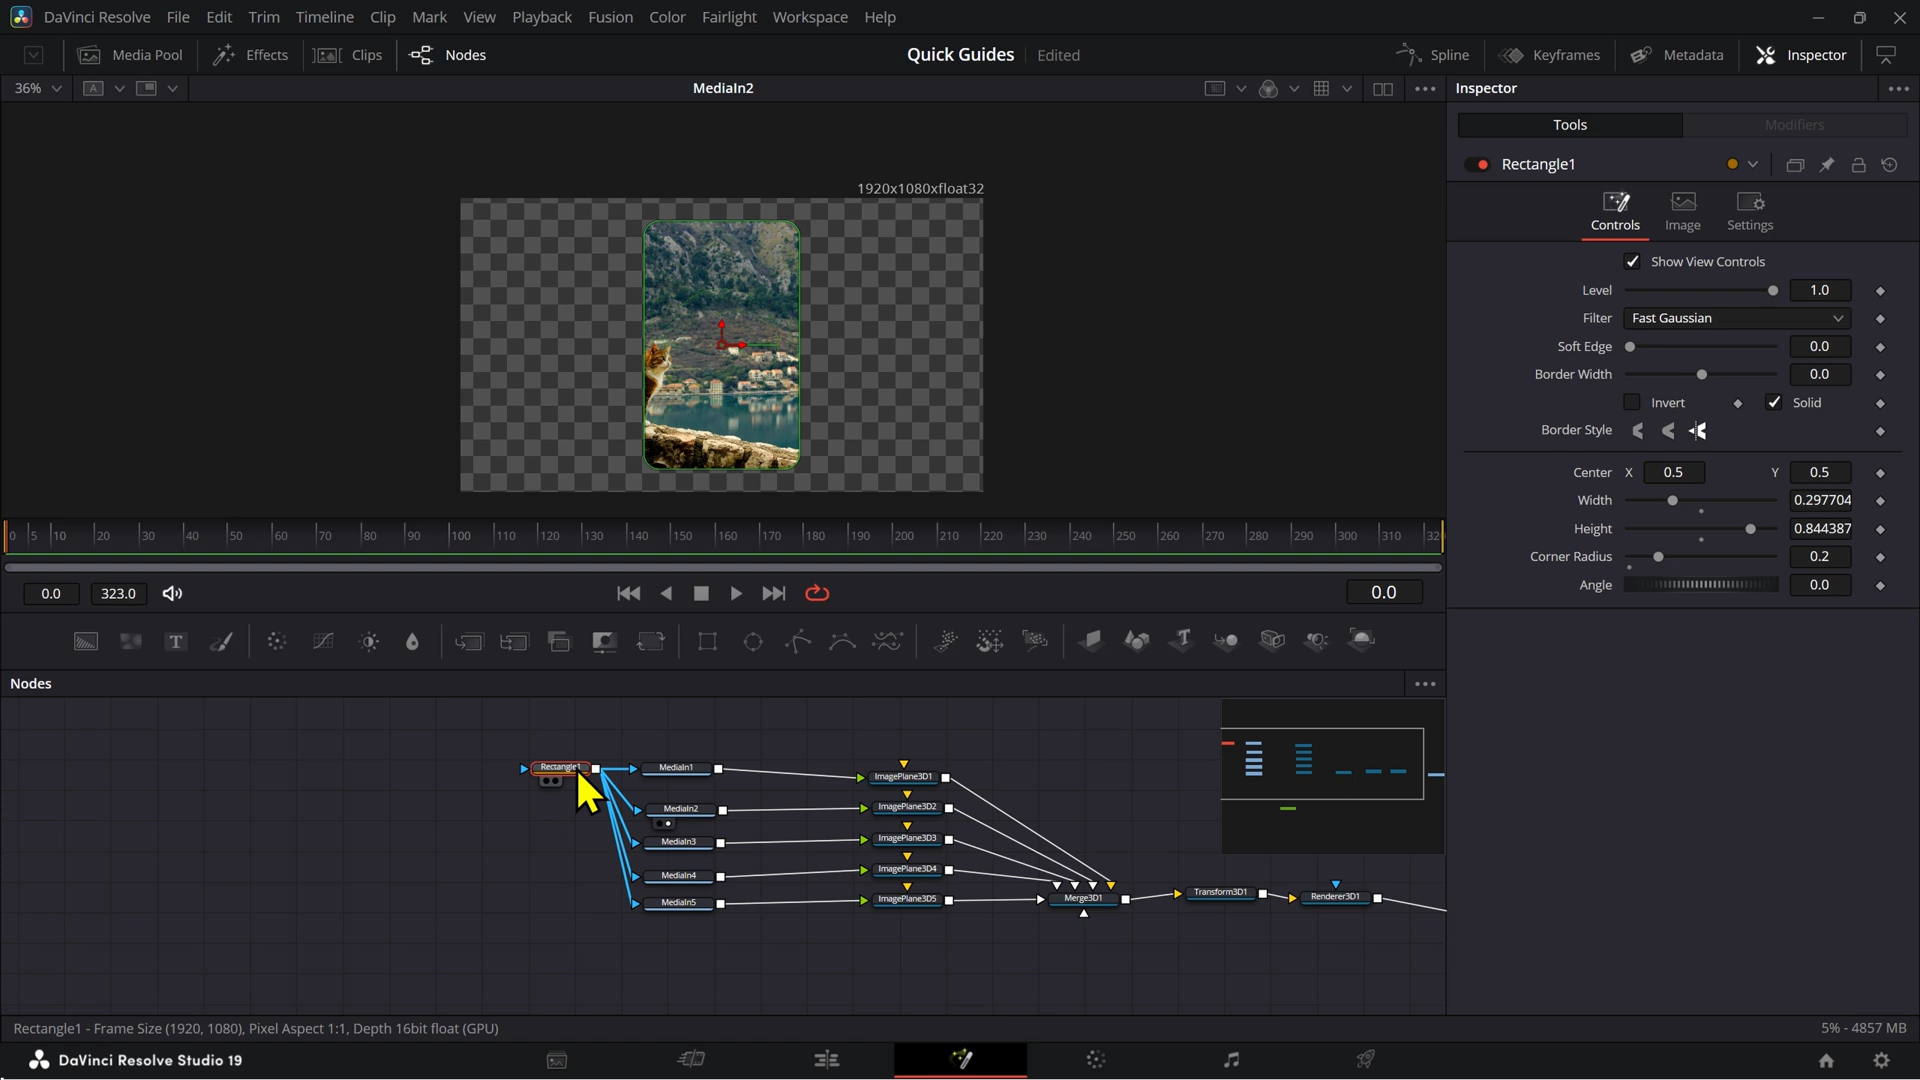 DaVinci Resolve File Edit Trim Timeline Clip Mark View Playback Fusion Color Fairlight Workspace Help
Media Pool Effects Clips Nodes Quick Guides Edited Spline Keyframes Metadata Inspector
36% A MediaIn2 Inspector
Tools Modifiers
Rectangle1
1920x1080xfloat32
Controls Image Settings
Show View Controls
Level 1.0
Filter Fast Gaussian
Soft Edge 0.0
Border Width 0.0
Invert Solid
Border Style
Center X 0.5 Y 0.5
Width 0.297704
Height 0.844387
Corner Radius 0.2
Angle 0.0
0 5 10 20 30 40 50 60 70 80 90 100 110 120 130 140 150 160 170 180 190 200 210 220 230 240 250 260 270 280 290 300 310
0.0 323.0 0.0
T T
Nodes
Rectangle1 MediaIn1 ImagePlane3D1
MediaIn2 ImagePlane3D2
MediaIn3 ImagePlane3D3
MediaIn4 ImagePlane3D4
MediaIn5 ImagePlane3D5 Merge3D1 Transform3D1 Renderer3D1
Rectangle1 - Frame Size (1920, 1080), Pixel Aspect 1:1, Depth 16bit float (GPU) 5% - 4857 MB
DaVinci Resolve Studio 19